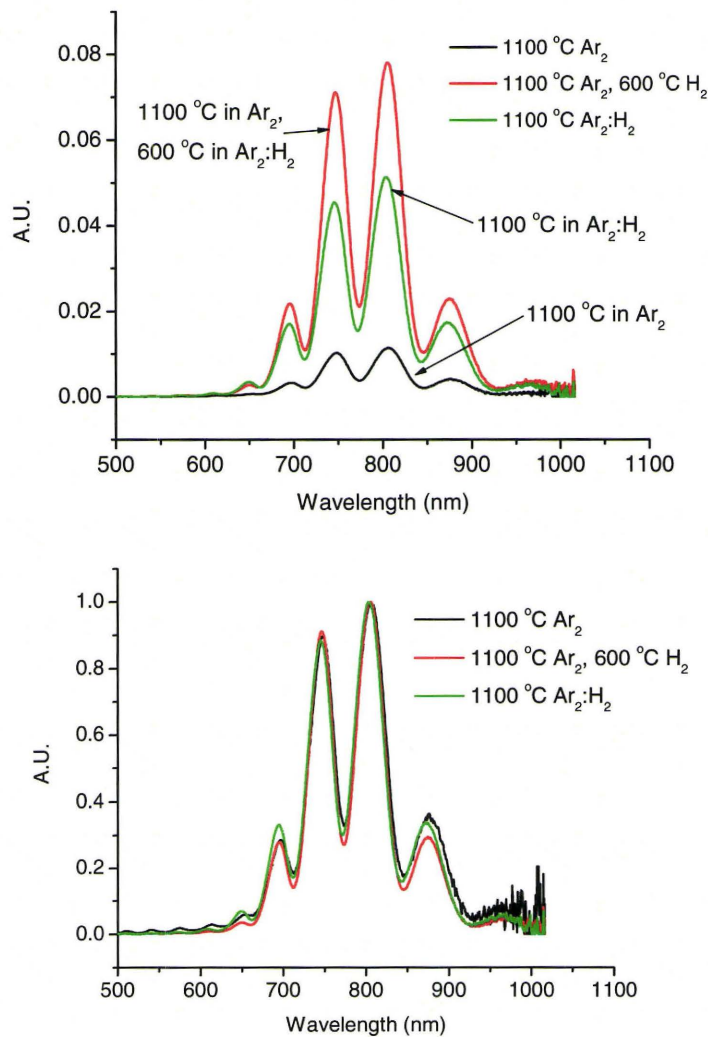 0.08
0.06
0.04
0.02
0.00
A.U.
1100 °C Ar₂
1100 °C Ar₂, 600 °C H₂
1100 °C Ar₂:H₂
1100 °C in Ar₂,
600 °C in Ar₂:H₂
1100 °C in Ar₂:H₂
1100 °C in Ar₂
500 600 700 800 900 1000 1100
Wavelength (nm)
1.0
0.8
0.6
0.4
0.2
0.0
A.U.
1100 °C Ar₂
1100 °C Ar₂, 600 °C H₂
1100 °C Ar₂:H₂
500 600 700 800 900 1000 1100
Wavelength (nm)